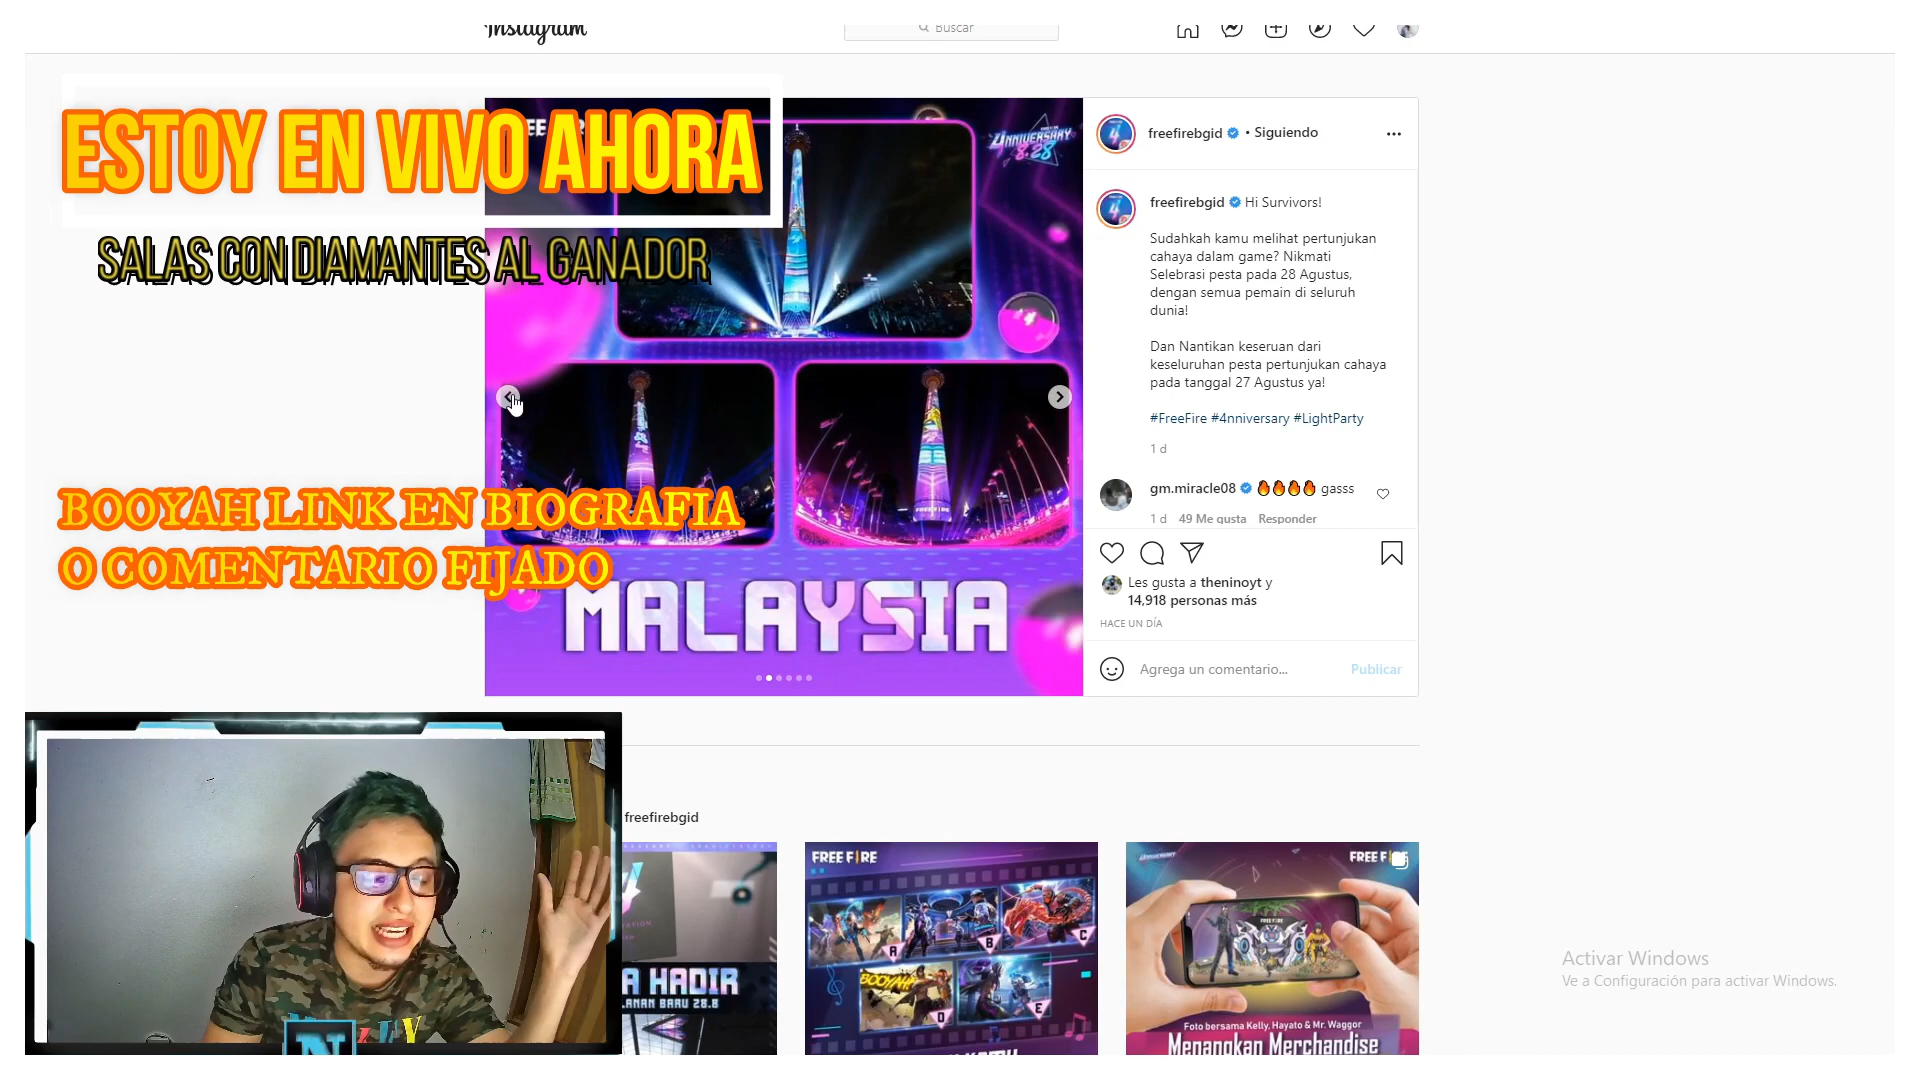 Instagram
Buscar
ESTOY EN VIVO AHORA
SALAS CON DIAMANTES AL GANADOR
4NNIVERSARY
8.28
freefirebgid • Siguiendo
freefirebgid Hi Survivors!
Sudahkah kamu melihat pertunjukan
cahaya dalam game? Nikmati
Selebrasi pesta pada 28 Agustus,
dengan semua pemain di seluruh
dunia!
Dan Nantikan keseruan dari
keseluruhan pesta pertunjukan cahaya
pada tanggal 27 Agustus ya!
#FreeFire #4nniversary #LightParty
1 d
gm.miracle08 🔥🔥🔥🔥 gasss
1 d 49 Me gusta Responder
BOOYAH LINK EN BIOGRAFIA
O COMENTARIO FIJADO
FREE FIRE
MALAYSIA
Les gusta a theninoyt y
14,918 personas más
HACE UN DÍA
Agrega un comentario...
Publicar
freefirebgid
A HADIR
LANAN BARU 28.8
FREE FIRE
A
B
C
BOOYAH
D
E
FREE F
Foto bersama Kelly, Hayato & Mr. Waggor
Menangkan Merchandise
N
Activar Windows
Ve a Configuración para activar Windows.